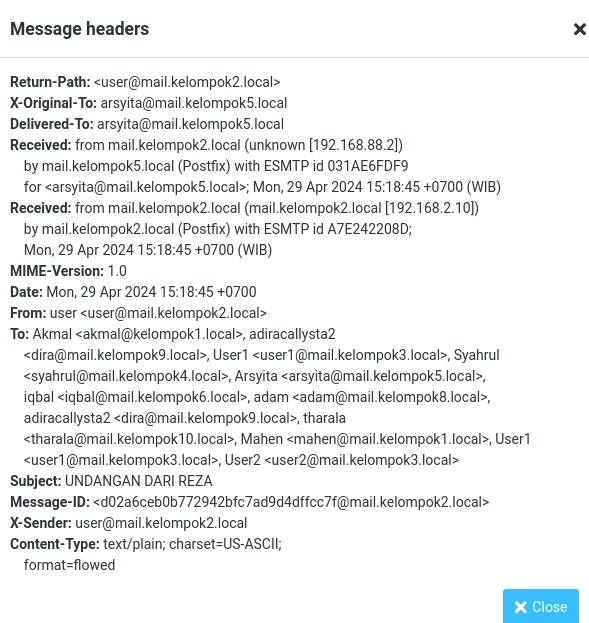 Message headers
Return-Path: <user@mail.kelompok2.local>
X-Original-To: arsyita@mail.kelompok5.local
Delivered-To: arsyita@mail.kelompok5.local
Received: from mail.kelompok2.local (unknown [192.168.88.2])
by mail.kelompok5.local (Postfix) with ESMTP id 031AE6FDF9
for <arsyita@mail.kelompok5.local>; Mon, 29 Apr 2024 15:18:45 +0700 (WIB)
Received: from mail.kelompok2.local (mail.kelompok2.local [192.168.2.10])
by mail.kelompok2.local (Postfix) with ESMTP id A7E242208D;
Mon, 29 Apr 2024 15:18:45 +0700 (WIB)
MIME-Version: 1.0
Date: Mon, 29 Apr 2024 15:18:45 +0700
From: user <user@mail.kelompok2.local>
To: Akmal <akmal@kelompok1.local>, adiracallysta2
<dira@mail.kelompok9.local>, User1 <user1@mail.kelompok3.local>, Syahrul
<syahrul@mail.kelompok4.local>, Arsyita <arsyita@mail.kelompok5.local>,
iqbal <iqbal@mail.kelompok6.local>, adam <adam@mail.kelompok8.local>,
adiracallysta2 <dira@mail.kelompok9.local>, tharala
<tharala@mail.kelompok10.local>, Mahen <mahen@mail.kelompok1.local>, User1
<user1@mail.kelompok3.local>, User2 <user2@mail.kelompok3.local>
Subject: UNDANGAN DARI REZA
Message-ID: <d02a6ceb0b772942bfc7ad9d4dffcc7f@mail.kelompok2.local>
X-Sender: user@mail.kelompok2.local
Content-Type: text/plain; charset=US-ASCII;
format=flowed
Close